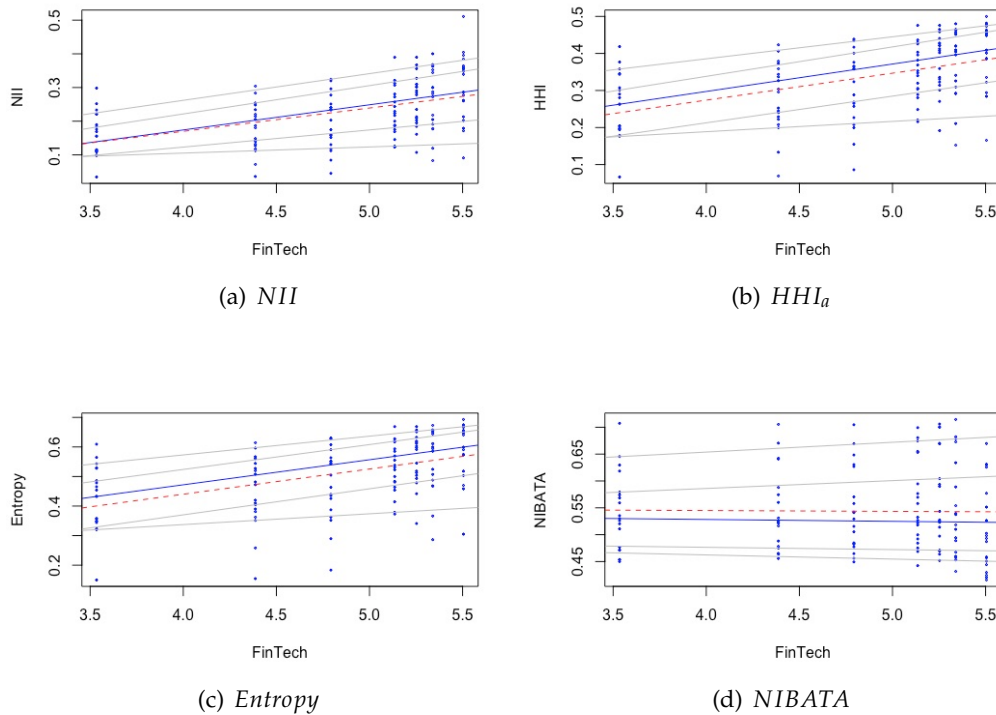 0.5
0.3
0.1
NII
3.5 4.0 4.5 5.0 5.5
FinTech
(a) NII
0.5
0.4
0.3
0.2
0.1
HHI
3.5 4.0 4.5 5.0 5.5
FinTech
(b) HHIa
0.6
0.4
0.2
Entropy
3.5 4.0 4.5 5.0 5.5
FinTech
(c) Entropy
0.65
0.55
0.45
NIBATA
3.5 4.0 4.5 5.0 5.5
FinTech
(d) NIBATA